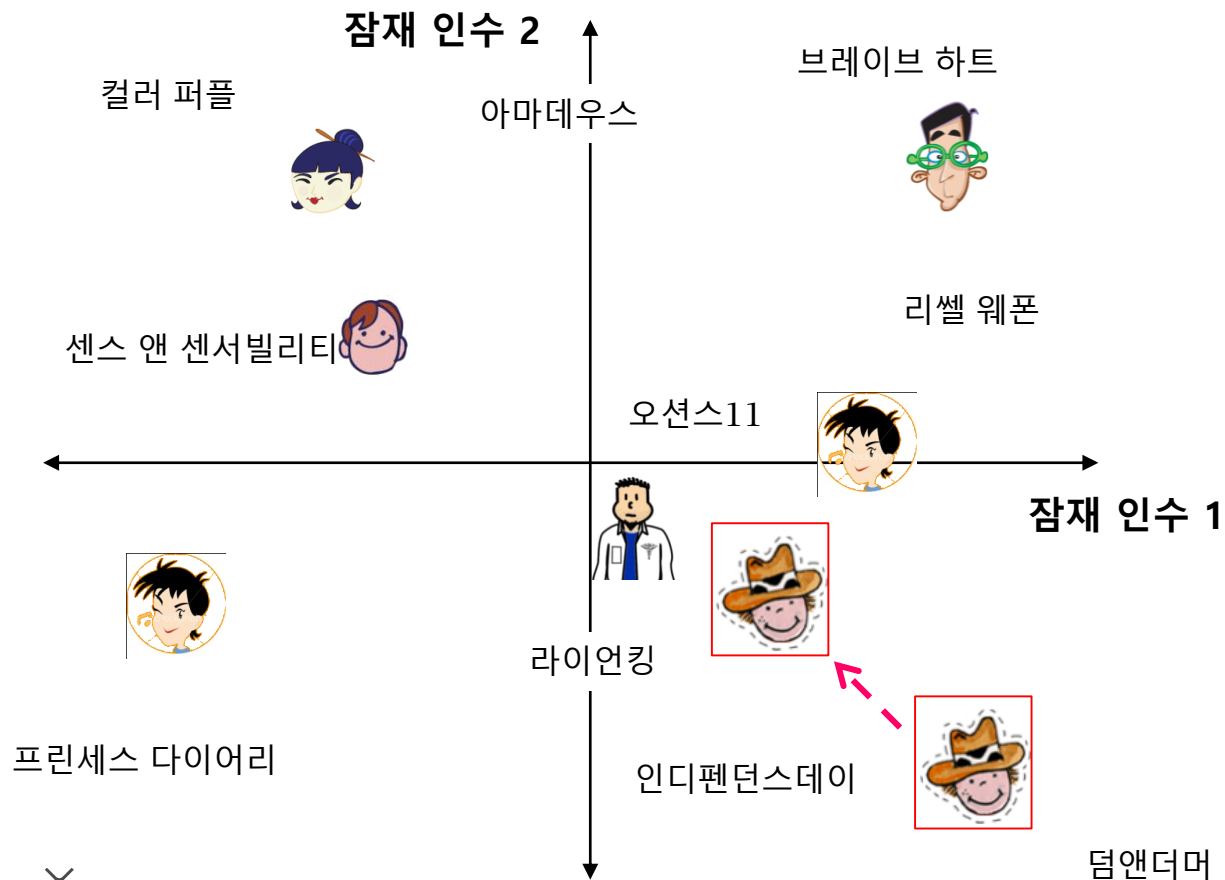 잠재 인수 2
브레이브 하트
컬러 퍼플
아마데우스
리쎌 웨폰
센스 앤 센서빌리티
오션스11
잠재 인수 1
라이언킹
프린세스 다이어리
인디펜던스데이
덤앤더머